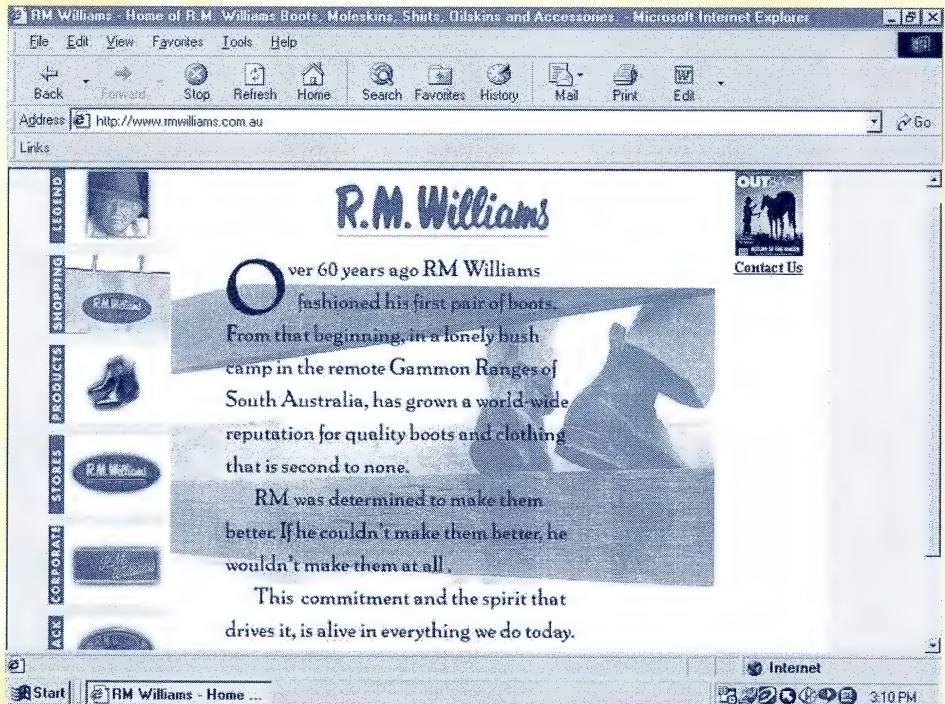 RM Williams - Home of R.M. Williams Boots, Moleskins, Shirts, Oilskins and Accessories. - Microsoft Internet Explorer
File Edit View Favorites Tools Help
Back Forward Stop Refresh Home Search Favorites History Mail Print Edit
Address http://www.rmwilliams.com.au Go
Links
LEGEND
SHOPPING
PRODUCTS
STORES
CORPORATE
ACK
R.M. Williams
R.M. Williams
R.M. Williams
OUTBACK
Contact Us
Over 60 years ago RM Williams
fashioned his first pair of boots.
From that beginning, in a lonely bush
camp in the remote Gammon Ranges of
South Australia, has grown a world-wide
reputation for quality boots and clothing
that is second to none.
RM was determined to make them
better. If he couldn't make them better, he
wouldn't make them at all.
This commitment and the spirit that
drives it, is alive in everything we do today.
Internet
Start RM Williams - Home ... 3:10 PM